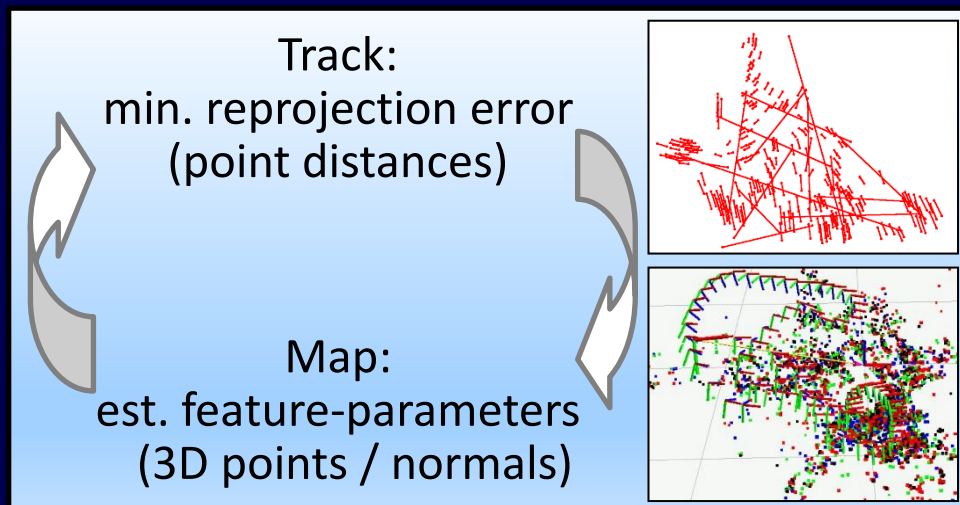 Track:
min. reprojection error
(point distances)
Map:
est. feature-parameters
(3D points / normals)